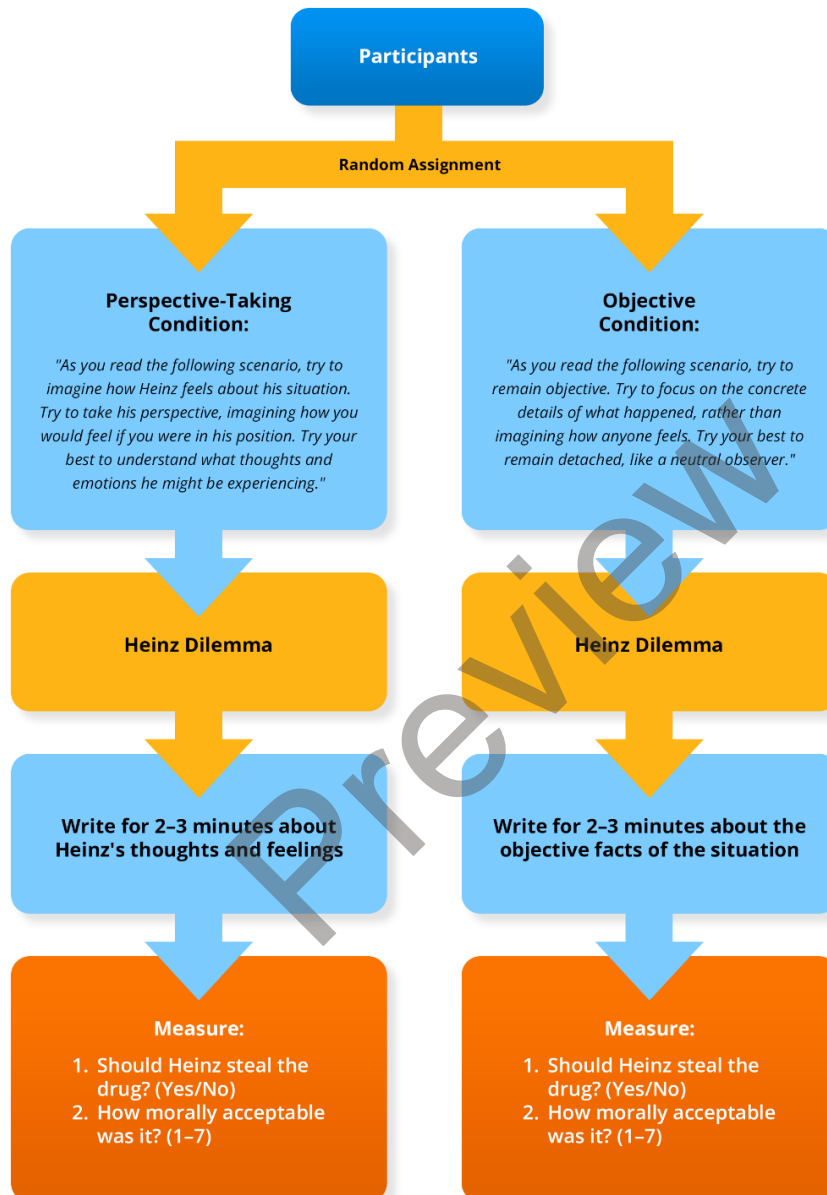 Participants
Random Assignment
Perspective-Taking
Condition:
"As you read the following scenario, try to
imagine how Heinz feels about his situation.
Try to take his perspective, imagining how you
would feel if you were in his position. Try your
best to understand what thoughts and
emotions he might be experiencing."
Objective
Condition:
"As you read the following scenario, try to
remain objective. Try to focus on the concrete
details of what happened, rather than
imagining how anyone feels. Try your best to
remain detached, like a neutral observer."
Heinz Dilemma
Heinz Dilemma
Write for 2–3 minutes about
Heinz's thoughts and feelings
Write for 2–3 minutes about the
objective facts of the situation
Measure:
1. Should Heinz steal the
drug? (Yes/No)
2. How morally acceptable
was it? (1–7)
Measure:
1. Should Heinz steal the
drug? (Yes/No)
2. How morally acceptable
was it? (1–7)
Preview